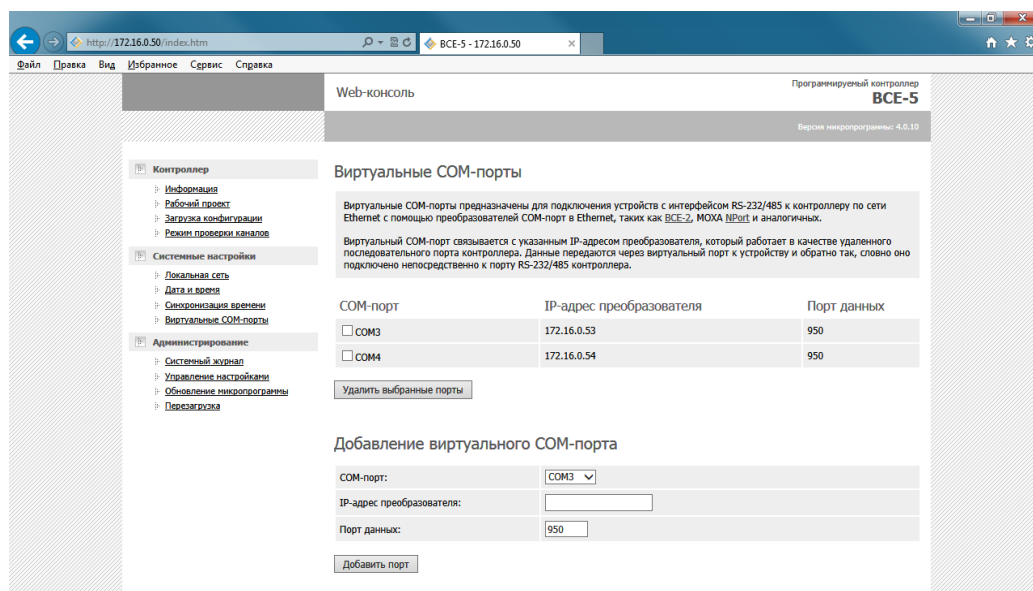 http://172.16.0.50/index.htm
BCE-5 - 172.16.0.50
Файл Правка Вид Избранное Сервис Справка
Web-консоль
Программируемый контроллер
BCE-5
Версия микропрограммы: 4.0.10
Контроллер
Информация
Рабочий проект
Загрузка конфигурации
Режим проверки каналов
Системные настройки
Локальная сеть
Дата и время
Синхронизация времени
Виртуальные COM-порты
Администрирование
Системный журнал
Управление настройками
Обновление микропрограммы
Перезагрузка
Виртуальные COM-порты
Виртуальные COM-порты предназначены для подключения устройств с интерфейсом RS-232/485 к контроллеру по сети
Ethernet с помощью преобразователей COM-порт в Ethernet, таких как BCE-2, MOXA NPort и аналогичных.
Виртуальный COM-порт связывается с указанным IP-адресом преобразователя, который работает в качестве удаленного
последовательного порта контроллера. Данные передаются через виртуальный порт к устройству и обратно так, словно оно
подключено непосредственно к порту RS-232/485 контроллера.
COM-порт IP-адрес преобразователя Порт данных
COM3 172.16.0.53 950
COM4 172.16.0.54 950
Удалить выбранные порты
Добавление виртуального COM-порта
COM-порт: COM3
IP-адрес преобразователя:
Порт данных: 950
Добавить порт